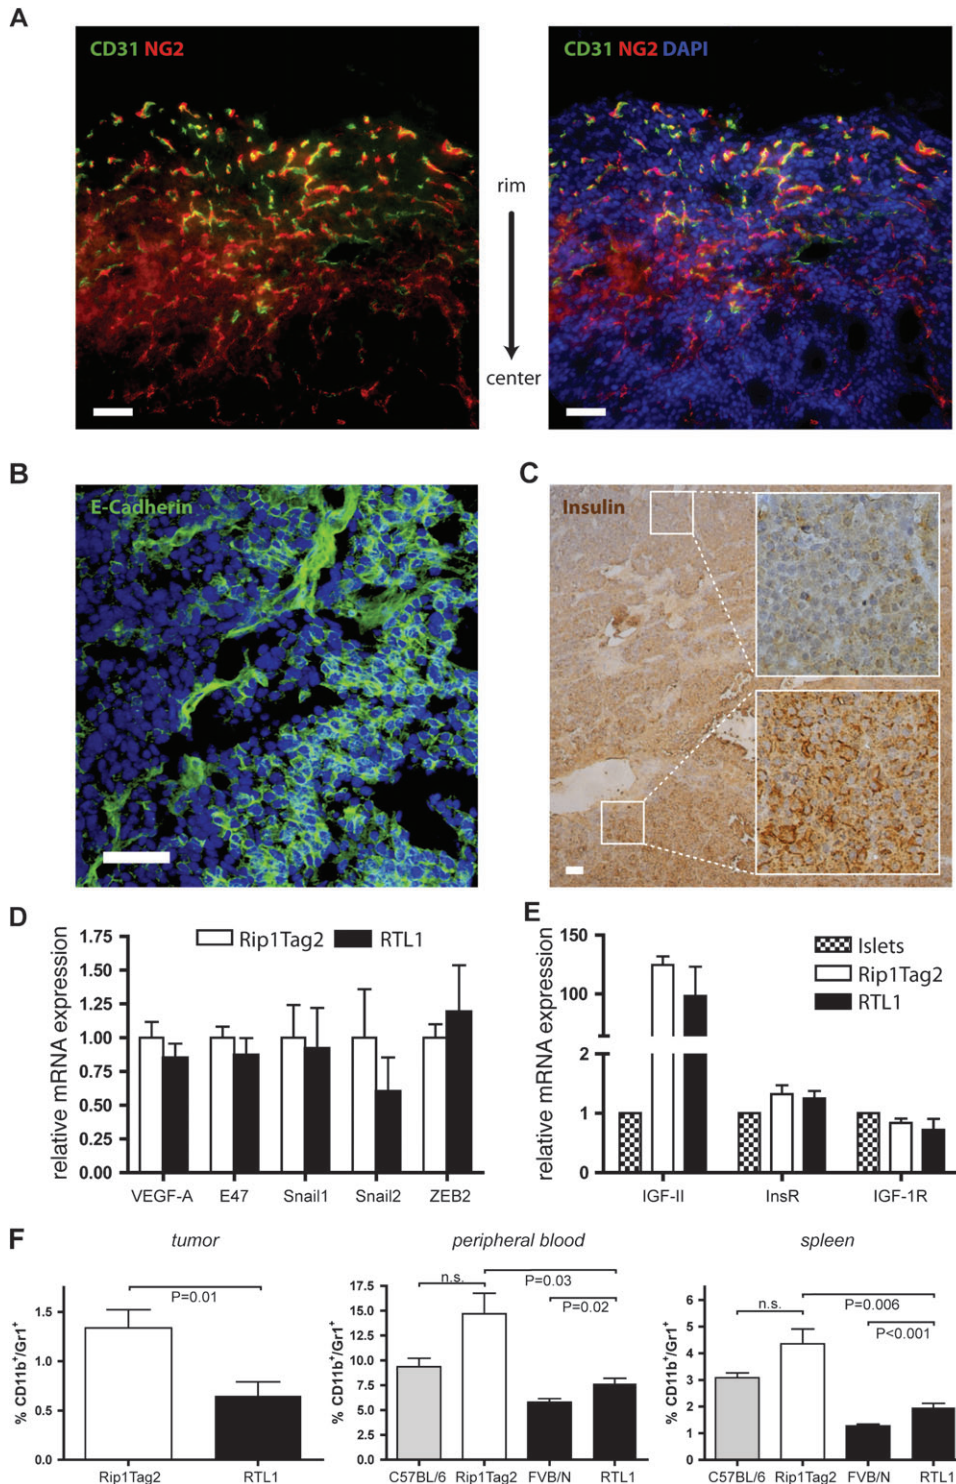 A
CD31 NG2
CD31 NG2 DAPI
rim
center
B
E-Cadherin
C
Insulin
D
Rip1Tag2
RTL1
relative mRNA expression
1.75
1.50
1.25
1.00
0.75
0.50
0.25
0.00
VEGF-A
E47
Snail1
Snail2
ZEB2
E
Islets
Rip1Tag2
RTL1
relative mRNA expression
150
100
2
1
0
IGF-II
InsR
IGF-1R
F
tumor
P=0.01
% CD11b+/Gr1+
1.5
1.0
0.5
0.0
Rip1Tag2
RTL1
peripheral blood
n.s.
P=0.03
P=0.02
% CD11b+/Gr1+
17.5
15.0
12.5
10.0
7.5
5.0
2.5
0.0
C57BL/6
Rip1Tag2
FVB/N
RTL1
spleen
n.s.
P=0.006
P<0.001
% CD11b+/Gr1+
6
5
4
3
2
1
0
C57BL/6
Rip1Tag2
FVB/N
RTL1